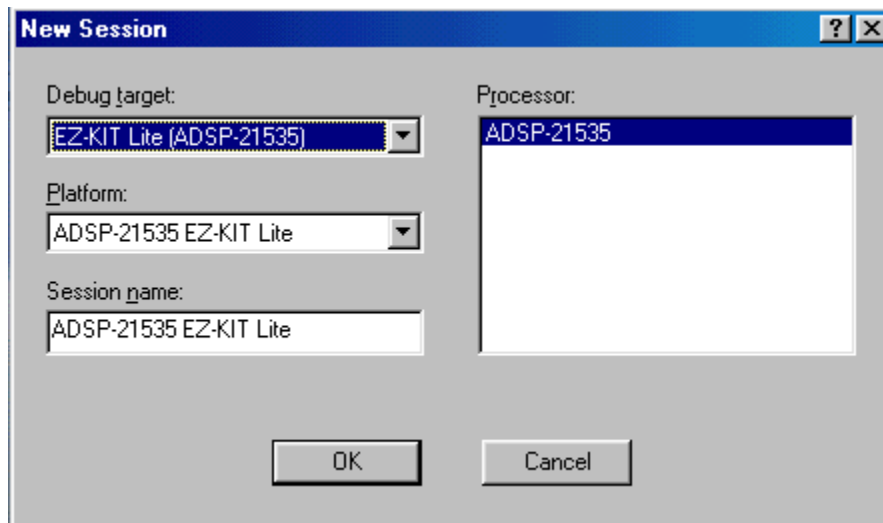 New Session
Debug target:
EZ-KIT Lite (ADSP-21535)
Platform:
ADSP-21535 EZ-KIT Lite
Session name:
ADSP-21535 EZ-KIT Lite
Processor:
ADSP-21535
OK
Cancel